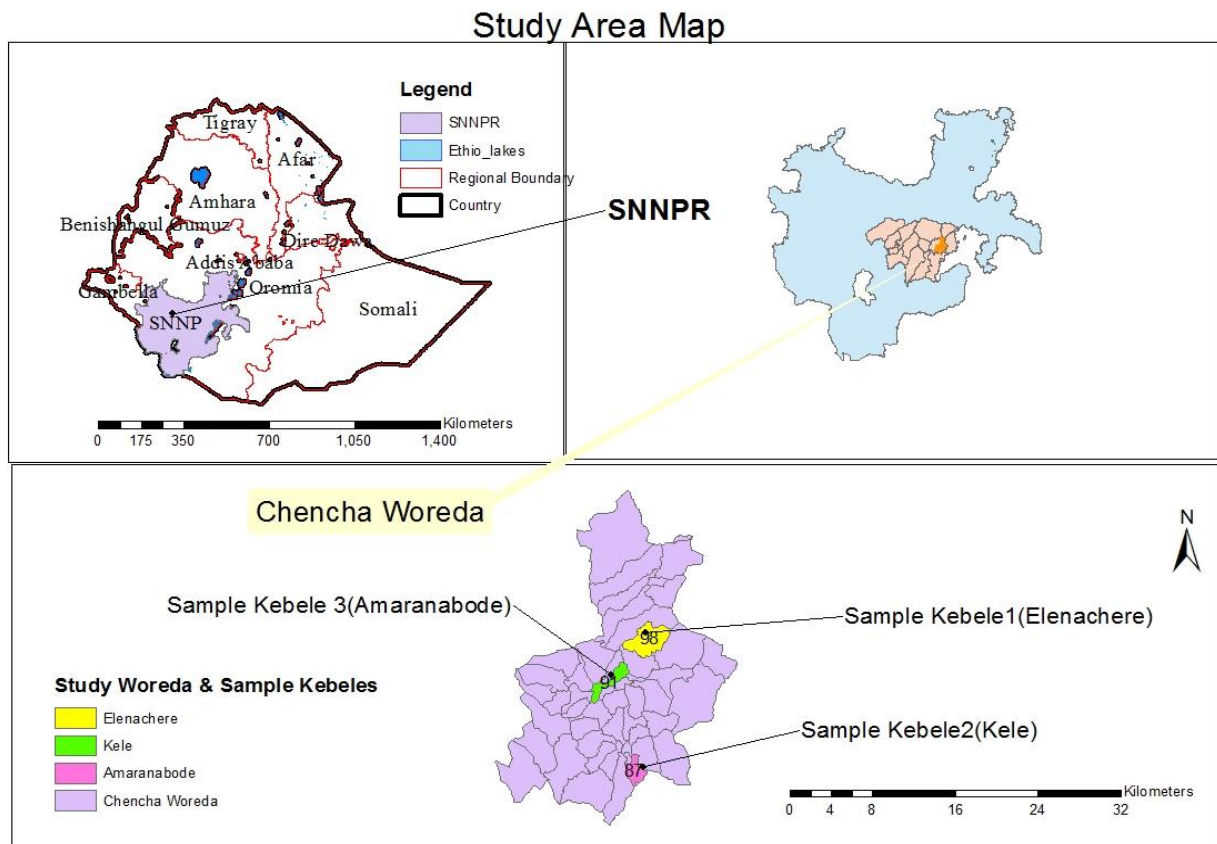 Study Area Map
Legend
SNNPR
Ethio_lakes
Regional Boundary
Country
Tigray
Afar
Amhara
Benishangul Gumuz
Dire Dawa
Addis Ababa
Gambella
Oromia
Somali
SNNP
Kilometers
0 175 350 700 1,050 1,400
SNNPR
Chencha Woreda
N
Sample Kebele 3(Amaranabode)
Sample Kebele1(Elenachere)
98
91
Sample Kebele2(Kele)
87
Study Woreda & Sample Kebeles
Elenachere
Kele
Amaranabode
Chencha Woreda
Kilometers
0 2 4 8 16 24 32